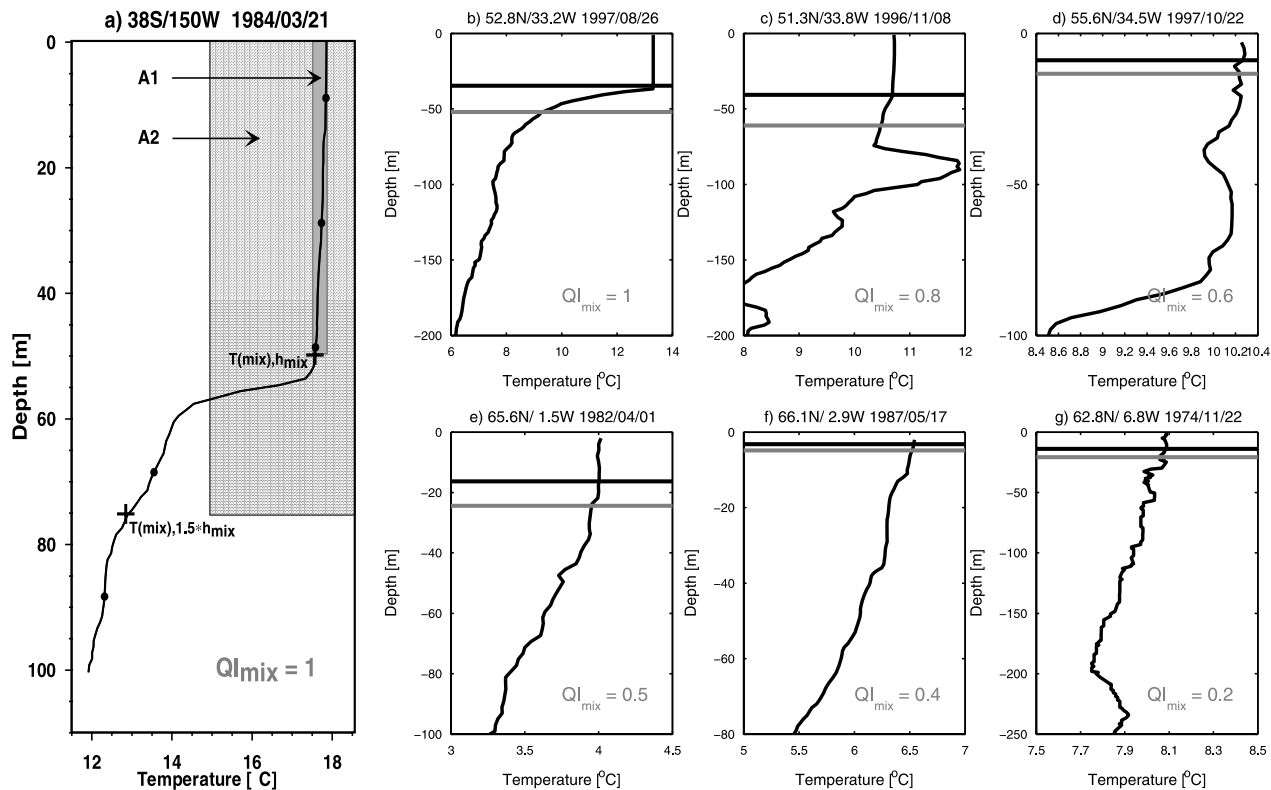 a) 38S/150W 1984/03/21
0
20
40
60
80
100
Depth [m]
A1
A2
T(mix),hmix
T(mix),1.5*hmix
QImix = 1
12 14 16 18
Temperature [ C]
b) 52.8N/33.2W 1997/08/26
0
−50
−100
−150
−200
Depth [m]
QImix = 1
6 8 10 12 14
Temperature [°C]
c) 51.3N/33.8W 1996/11/08
0
−50
−100
−150
−200
Depth [m]
QImix = 0.8
8 9 10 11 12
Temperature [°C]
d) 55.6N/34.5W 1997/10/22
0
−50
−100
Depth [m]
QImix = 0.6
8.4 8.6 8.8 9 9.2 9.4 9.6 9.8 10 10.2 10.4
Temperature [°C]
e) 65.6N/ 1.5W 1982/04/01
0
−20
−40
−60
−80
−100
Depth [m]
QImix = 0.5
3 3.5 4 4.5
Temperature [°C]
f) 66.1N/ 2.9W 1987/05/17
0
−20
−40
−60
−80
Depth [m]
QImix = 0.4
5 5.5 6 6.5 7
Temperature [°C]
g) 62.8N/ 6.8W 1974/11/22
0
−50
−100
−150
−200
−250
Depth [m]
QImix = 0.2
7.5 7.7 7.9 8.1 8.3 8.5
Temperature [°C]